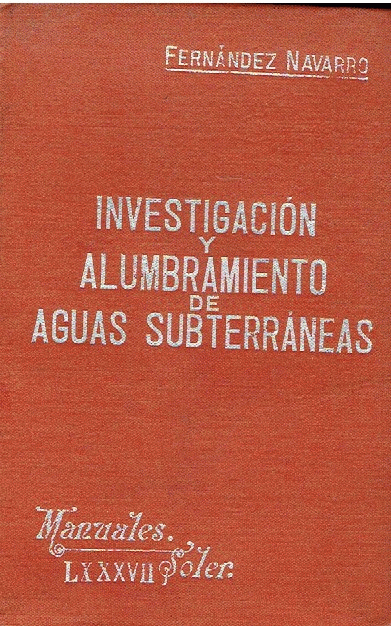 FERNÁNDEZ NAVARRO
INVESTIGACIÓN
Y
ALUMBRAMIENTO
DE
AGUAS SUBTERRÁNEAS
Manuales.
LXXXVII Soler.